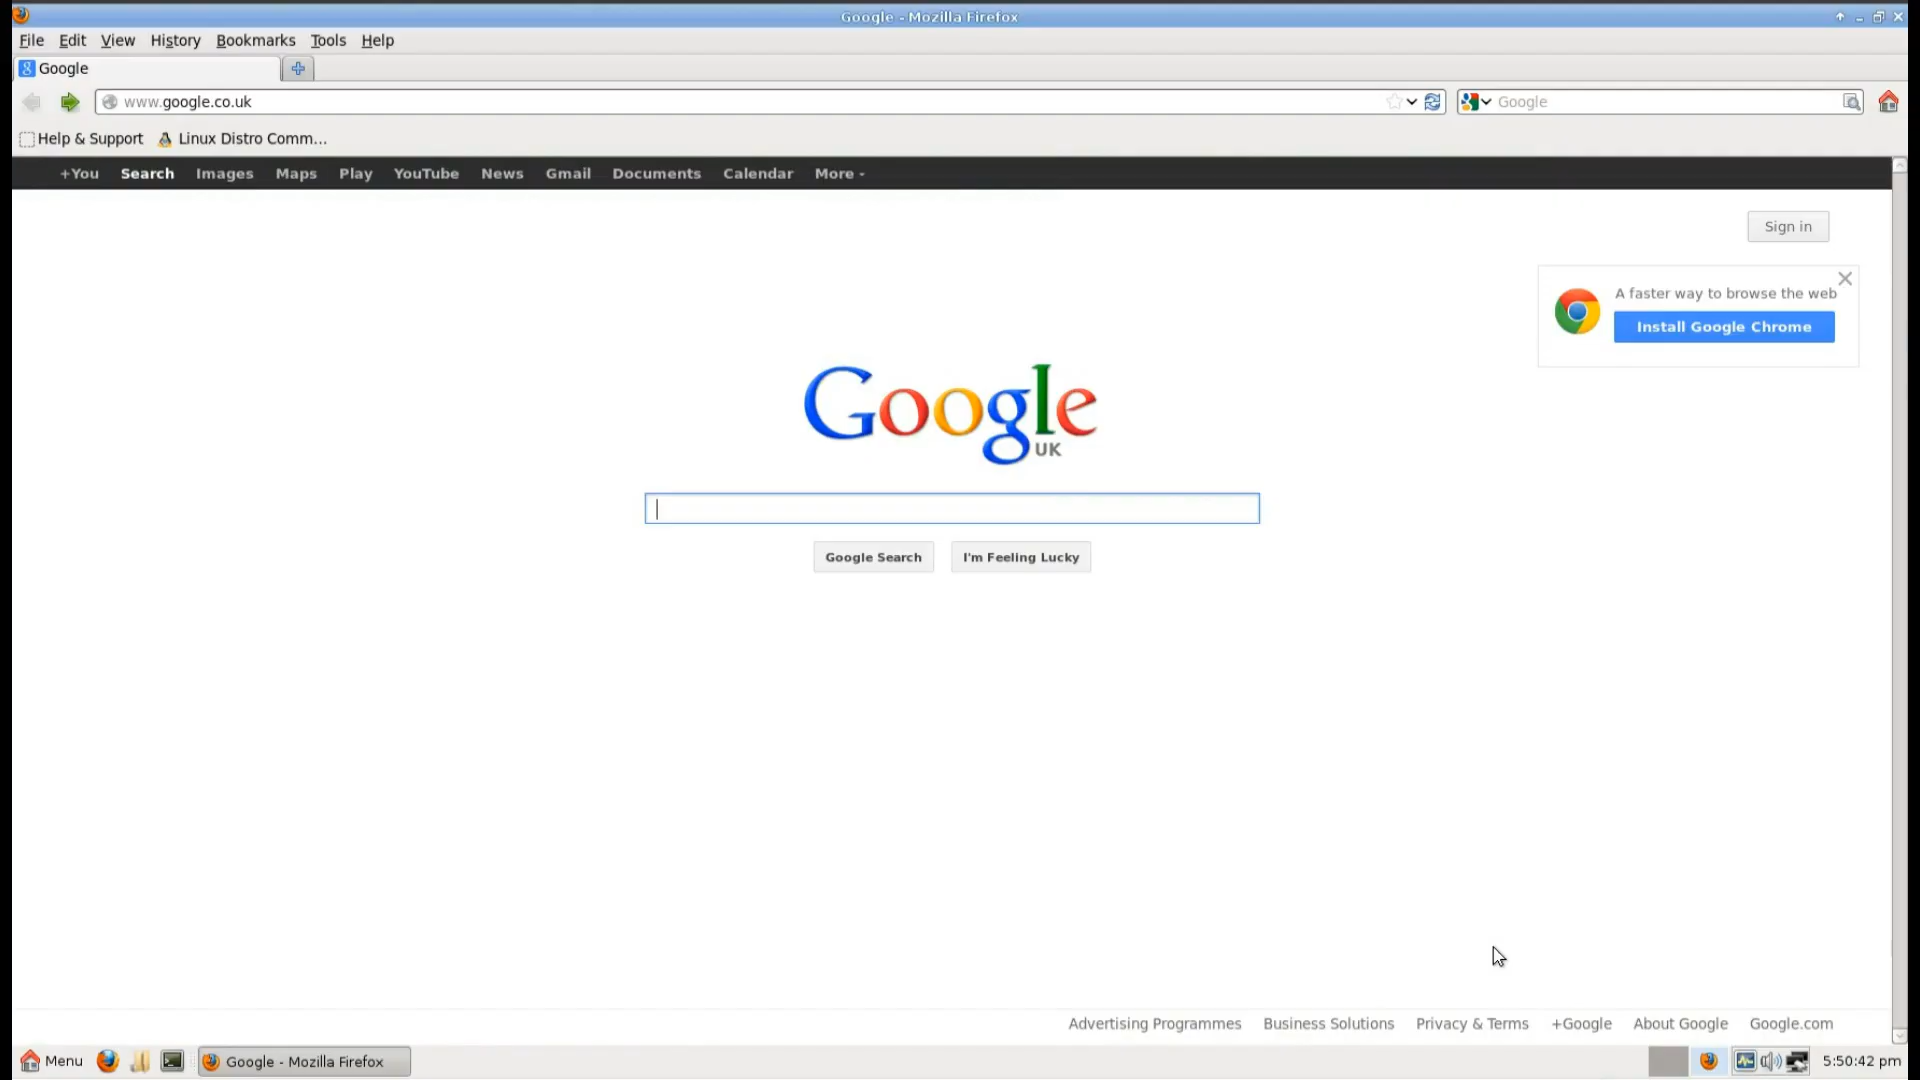 Google - Mozilla Firefox
File Edit View History Bookmarks Tools Help
Google
www.google.co.uk Google
Help & Support Linux Distro Comm...
+You Search Images Maps Play YouTube News Gmail Documents Calendar More
Sign in
A faster way to browse the web
Install Google Chrome
Google
UK
Google Search I'm Feeling Lucky
Advertising Programmes Business Solutions Privacy & Terms +Google About Google Google.com
Menu Google - Mozilla Firefox 5:50:42 pm